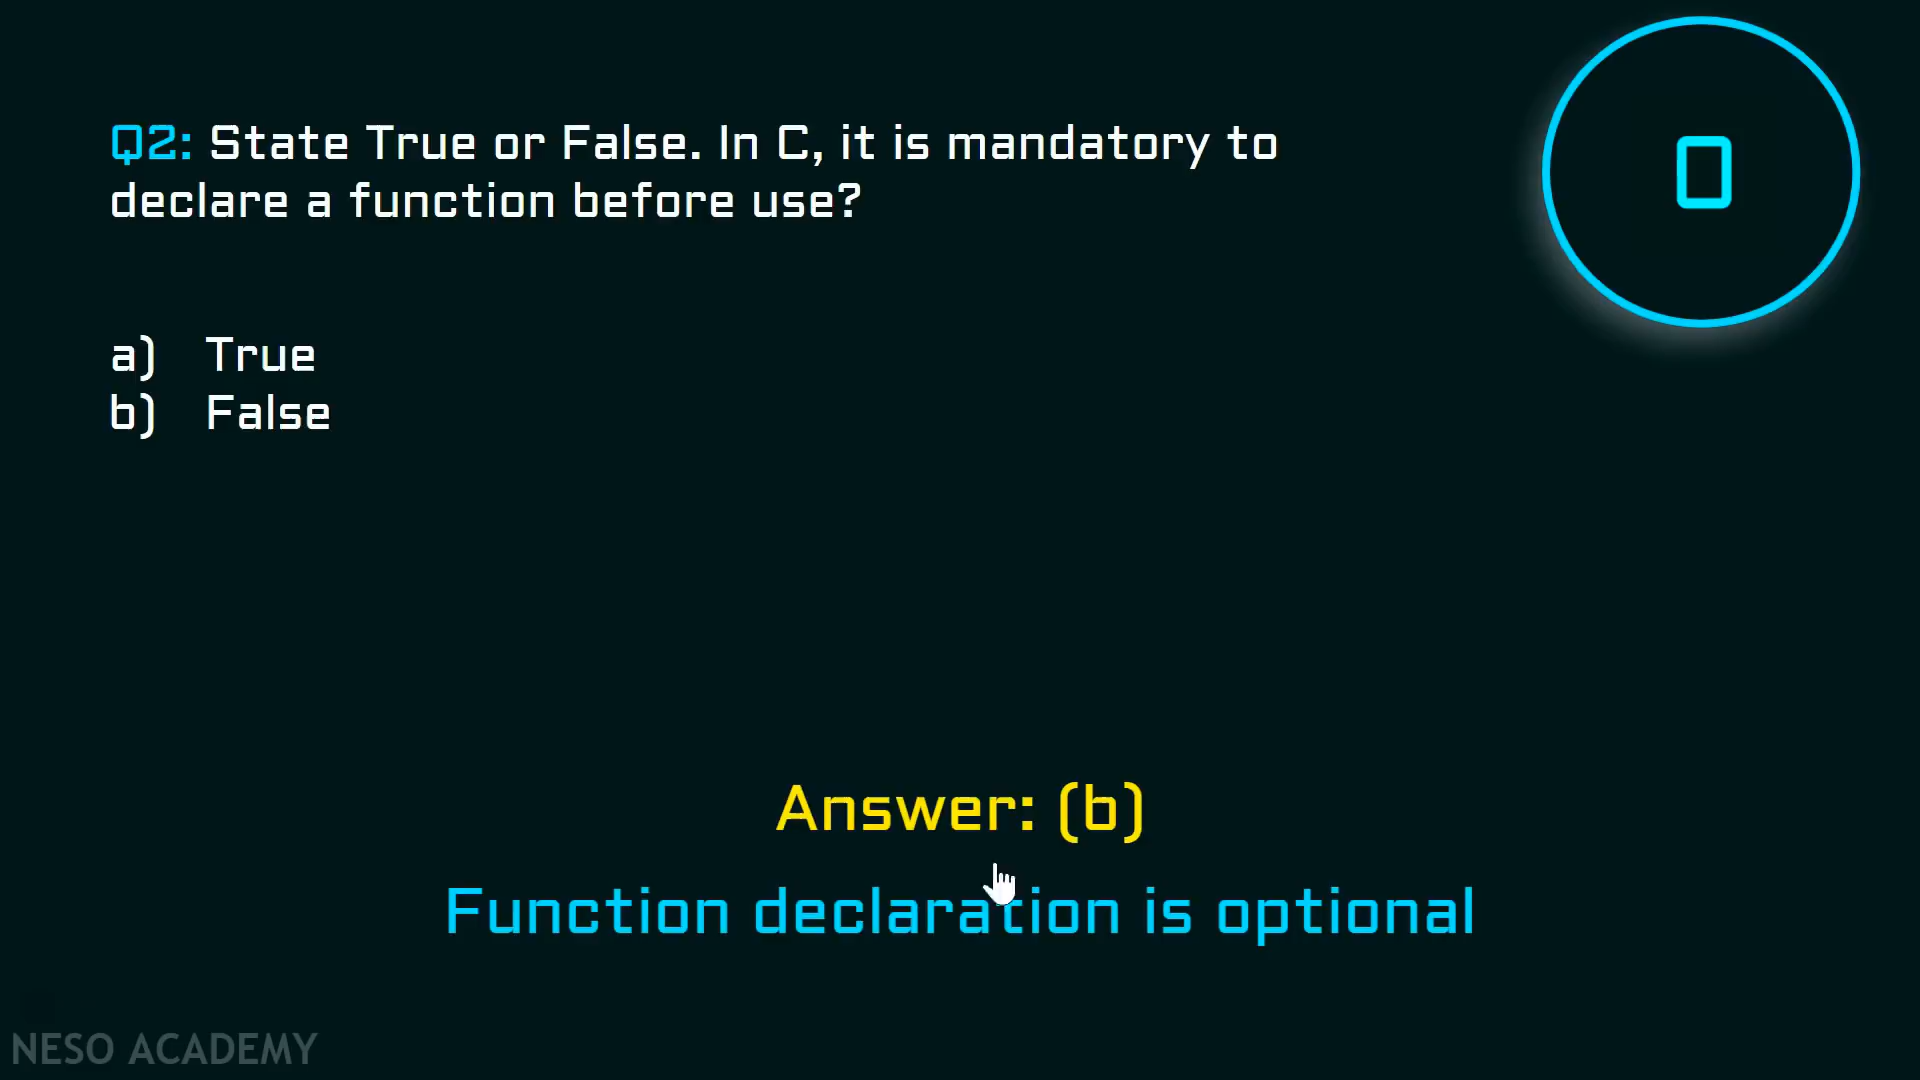 Q2: State True or False. In C, it is mandatory to
declare a function before use?
0
a) True
b) False
Answer: (b)
Function declaration is optional
NESO ACADEMY